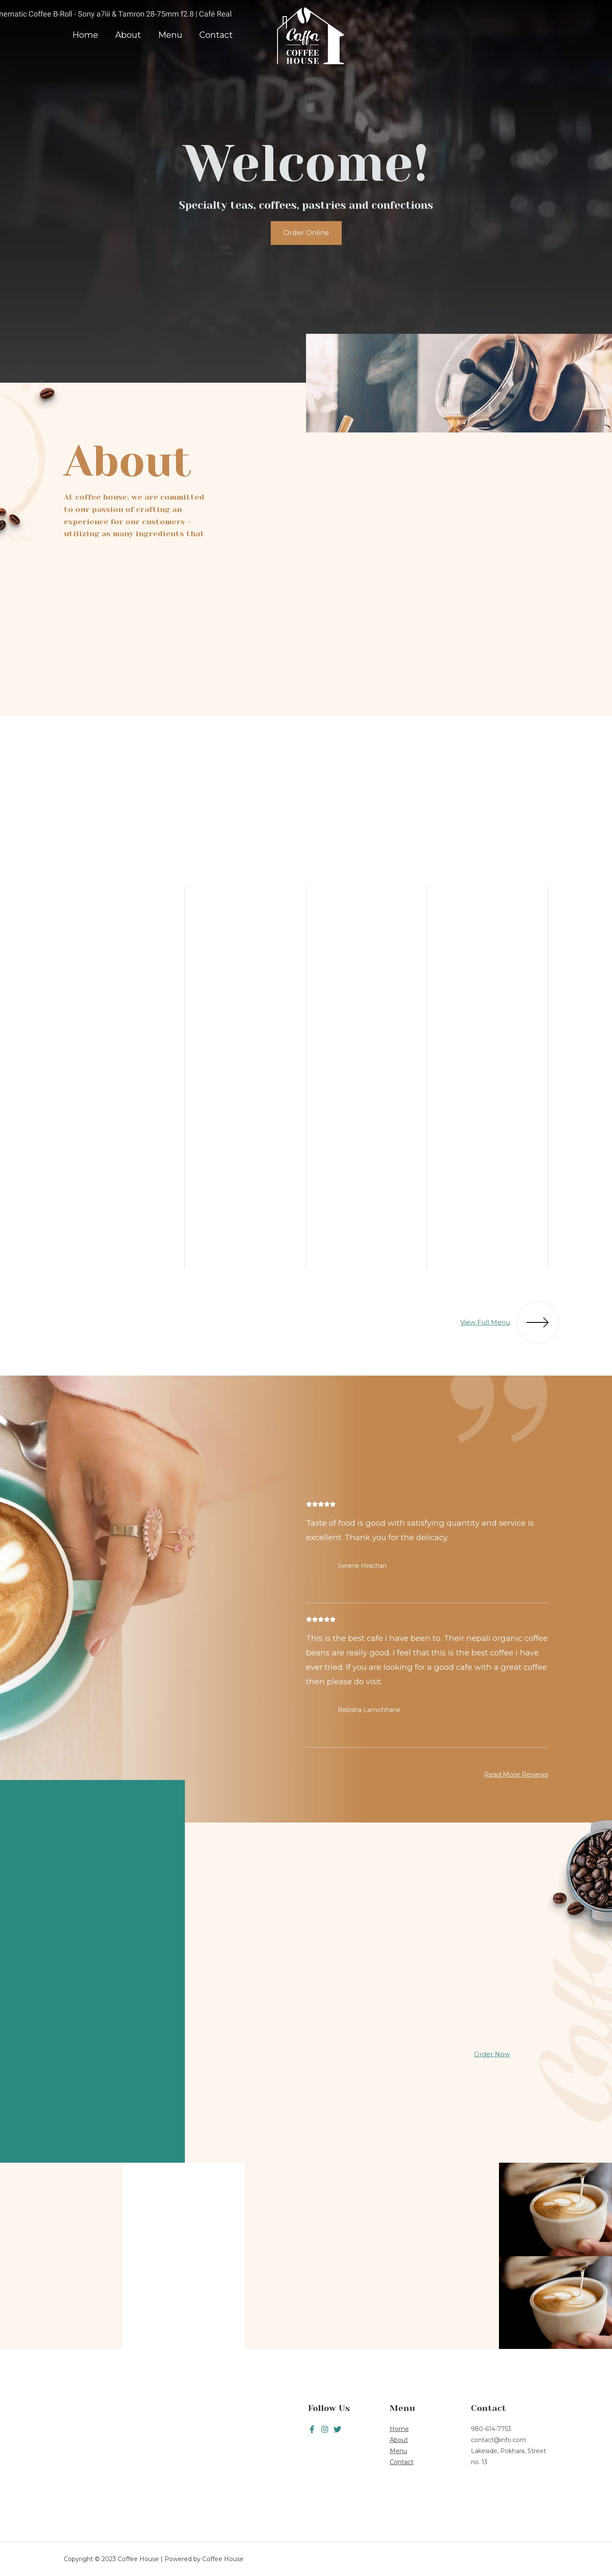 nematic Coffee B-Roll - Sony a7iii & Tamron 28-75mm f2.8 | Café Real
Home About Menu Contact
Caffa
COFFEE
HOUSE
Welcome!
Specialty teas, coffees, pastries and confections
Order Online
About
At coffee house, we are committed
to our passion of crafting an
experience for our customers –
utilizing as many ingredients that
View Full Menu
Taste of food is good with satisfying quantity and service is
excellent. Thank you for the delicacy.
Serene Hirachan
This is the best cafe i have been to. Their nepali organic coffee
beans are really good. I feel that this is the best coffee i have
ever tried. If you are looking for a good cafe with a great coffee
then please do visit.
Bebisha Lamichhane
Read More Reviews
Caffa
Order Now
Follow Us
Menu
Home
About
Menu
Contact
Contact
980-614-7753
contact@info.com
Lakeside, Pokhara, Street
no. 13
Copyright © 2023 Coffee House | Powered by Coffee House